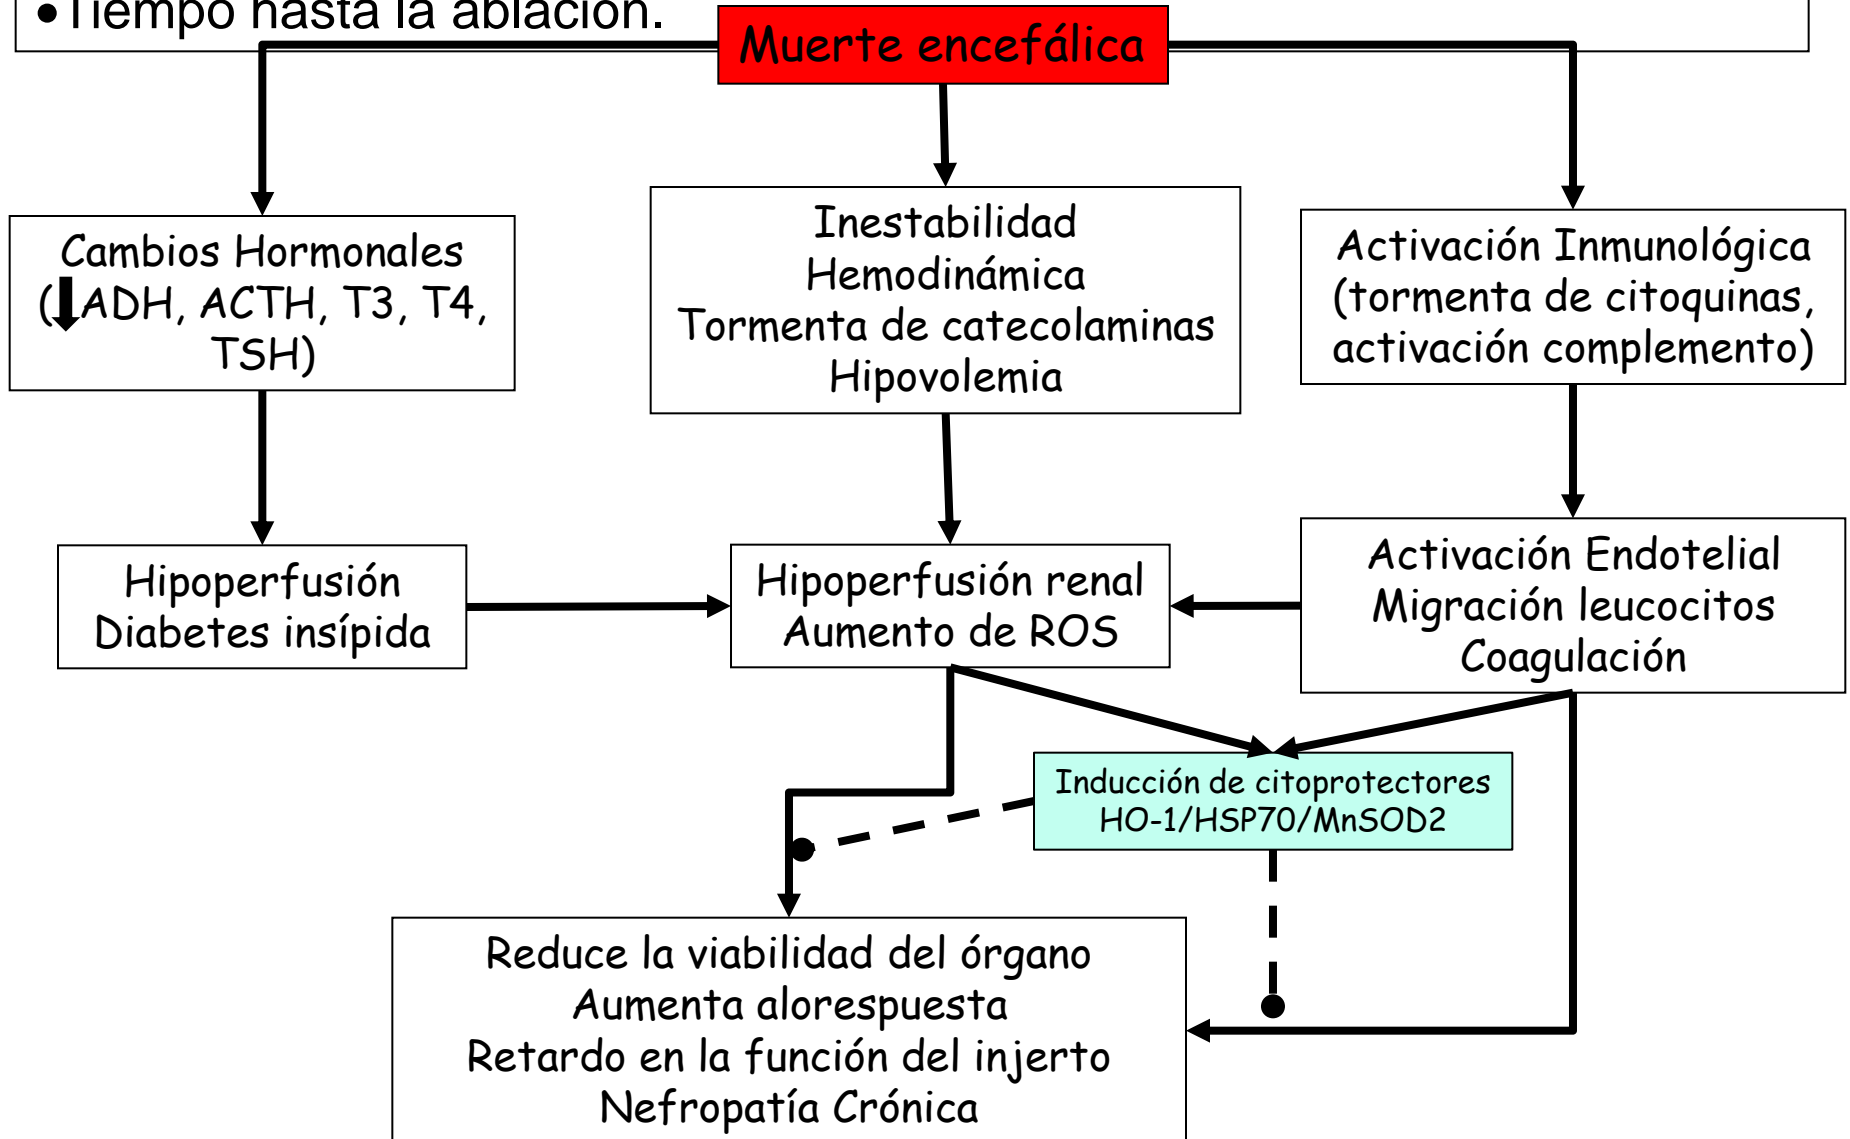 •Tiempo hasta la ablación.
Muerte encefálica
Cambios Hormonales
(⬇ADH, ACTH, T3, T4,
TSH)
Inestabilidad
Hemodinámica
Tormenta de catecolaminas
Hipovolemia
Activación Inmunológica
(tormenta de citoquinas,
activación complemento)
Hipoperfusión
Diabetes insípida
Hipoperfusión renal
Aumento de ROS
Activación Endotelial
Migración leucocitos
Coagulación
Inducción de citoprotectores
HO-1/HSP70/MnSOD2
Reduce la viabilidad del órgano
Aumenta alorespuesta
Retardo en la función del injerto
Nefropatía Crónica